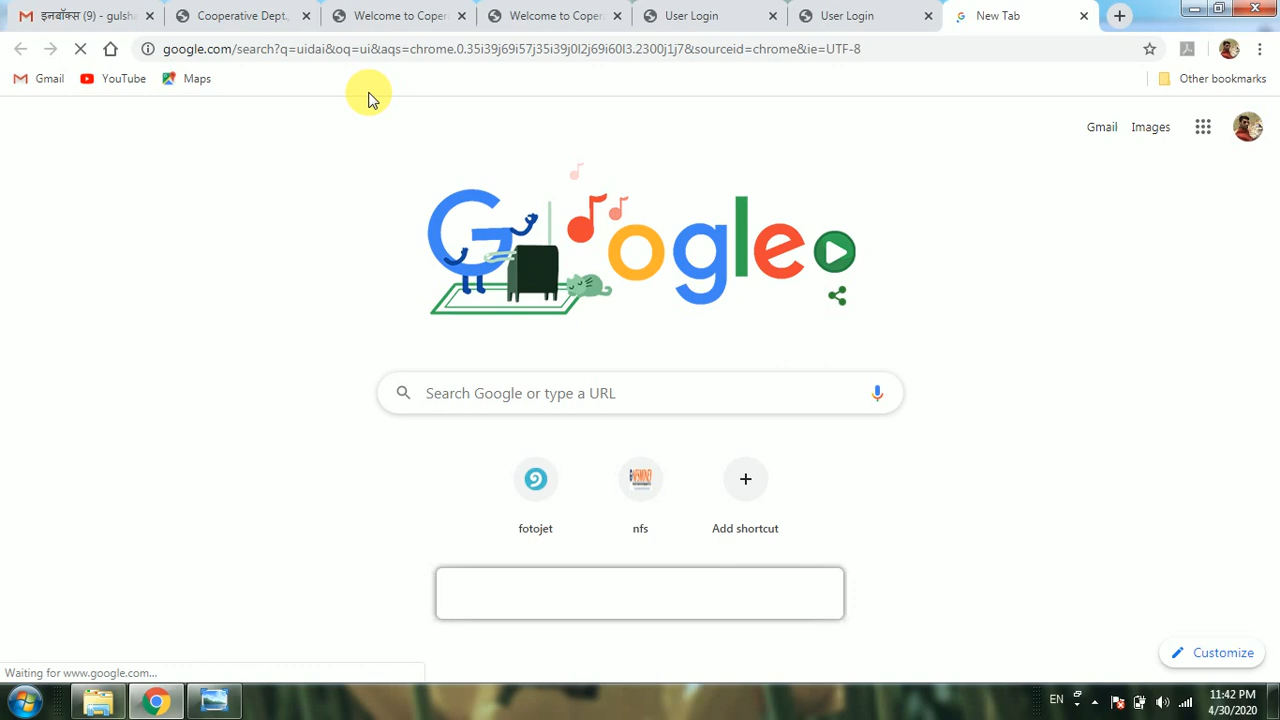 इनबॉक्स (9) - gulsha
Cooperative Dept.,
Welcome to Coper
Welcome to Coper
User Login
User Login
New Tab
google.com/search?q=uidai&oq=ui&aqs=chrome.0.35i39j69i57j35i39j0l2j69i60l3.2300j1j7&sourceid=chrome&ie=UTF-8
Gmail
YouTube
Maps
Other bookmarks
Gmail
Images
Google
Search Google or type a URL
fotojet
nfs
Add shortcut
Customize
Waiting for www.google.com...
EN
11:42 PM
4/30/2020